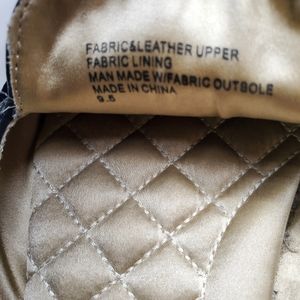 FABRIC&LEATHER UPPER
FABRIC LINING
MAN MADE W/FABRIC OUTSOLE
MADE IN CHINA
9.5